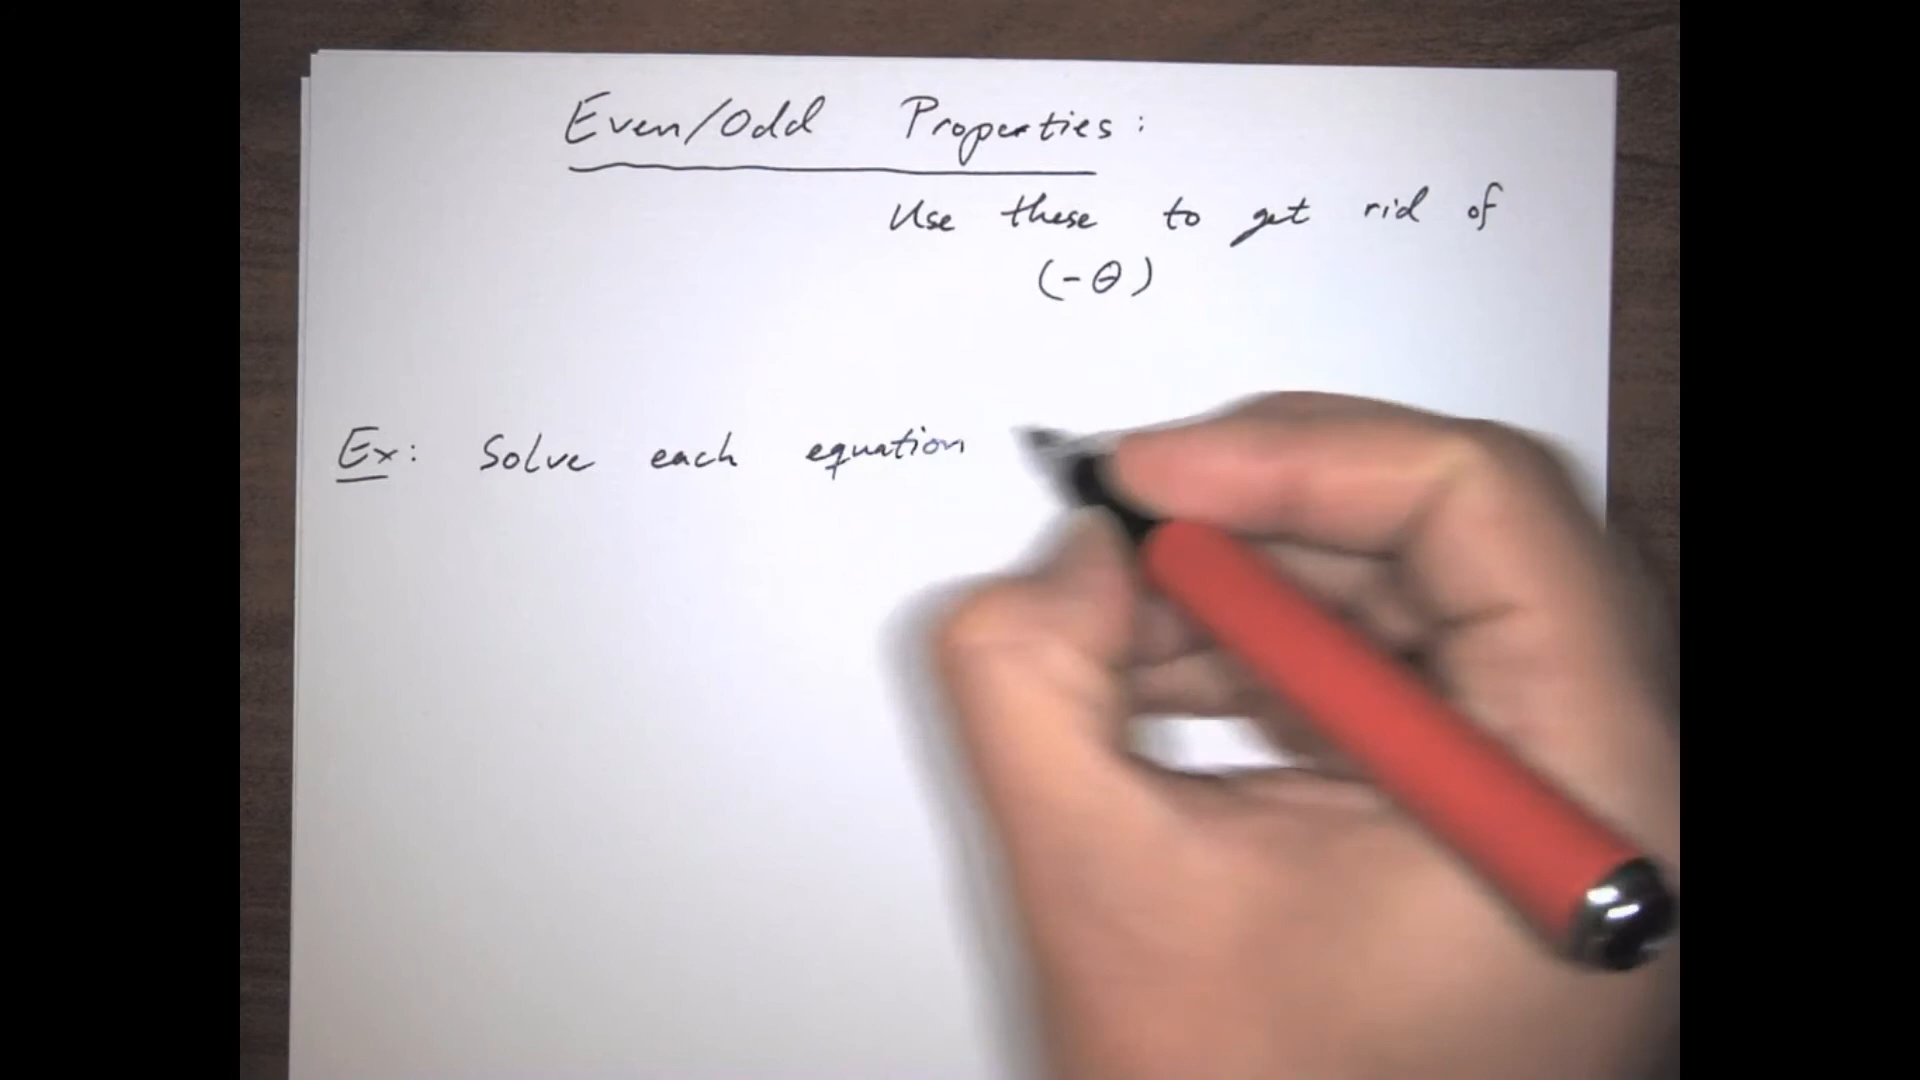 Even/Odd Properties:
Use these to get rid of
(-θ)
Ex: Solve each equation